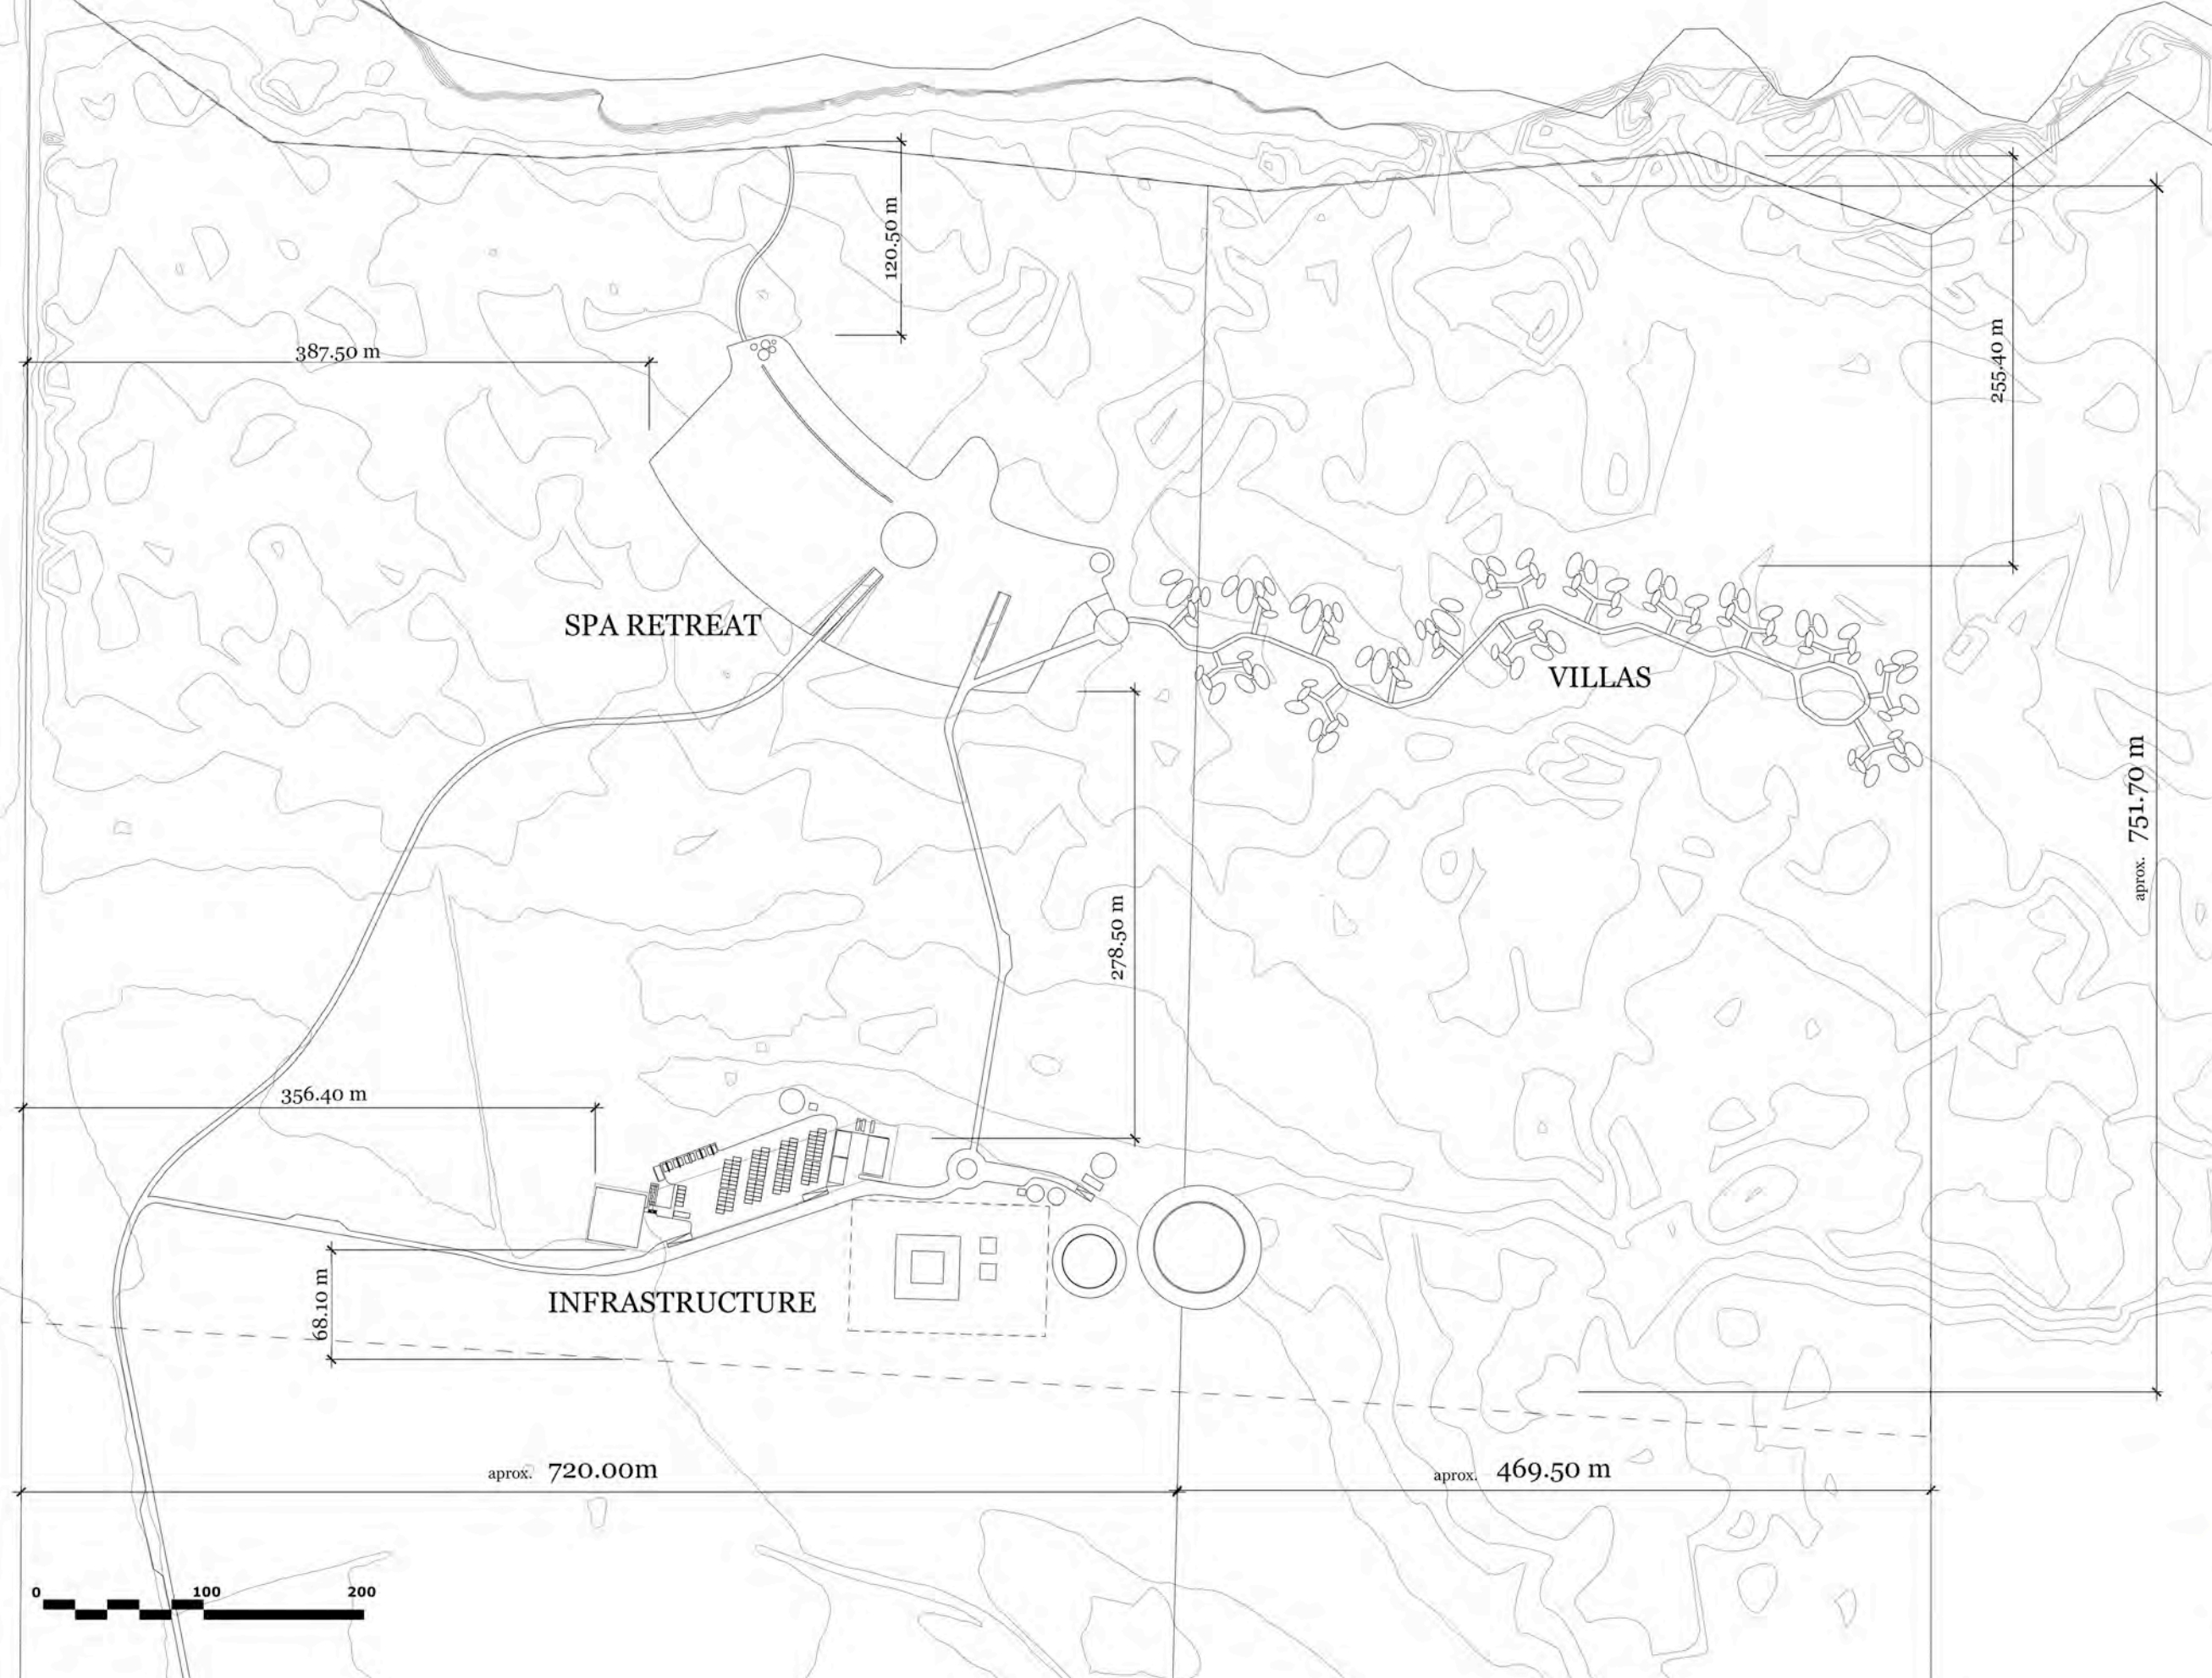 120.50 m
387.50 m
255.40 m
SPA RETREAT
VILLAS
aprox. 751.70 m
278.50 m
356.40 m
68.10 m
INFRASTRUCTURE
aprox. 720.00m
aprox. 469.50 m
0 100 200